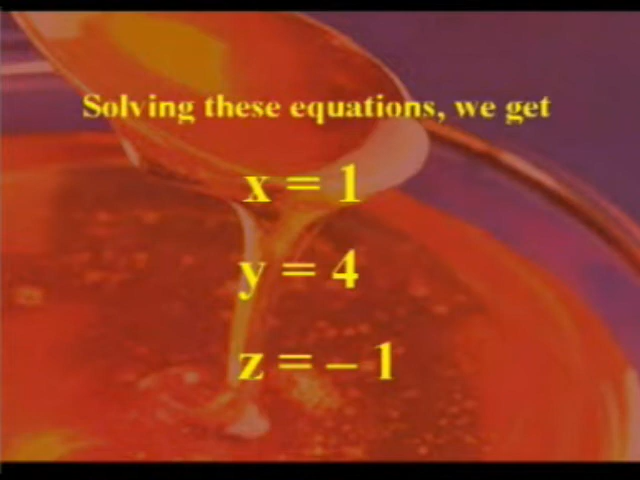 Solving these equations, we get
x = 1
y = 4
z = – 1